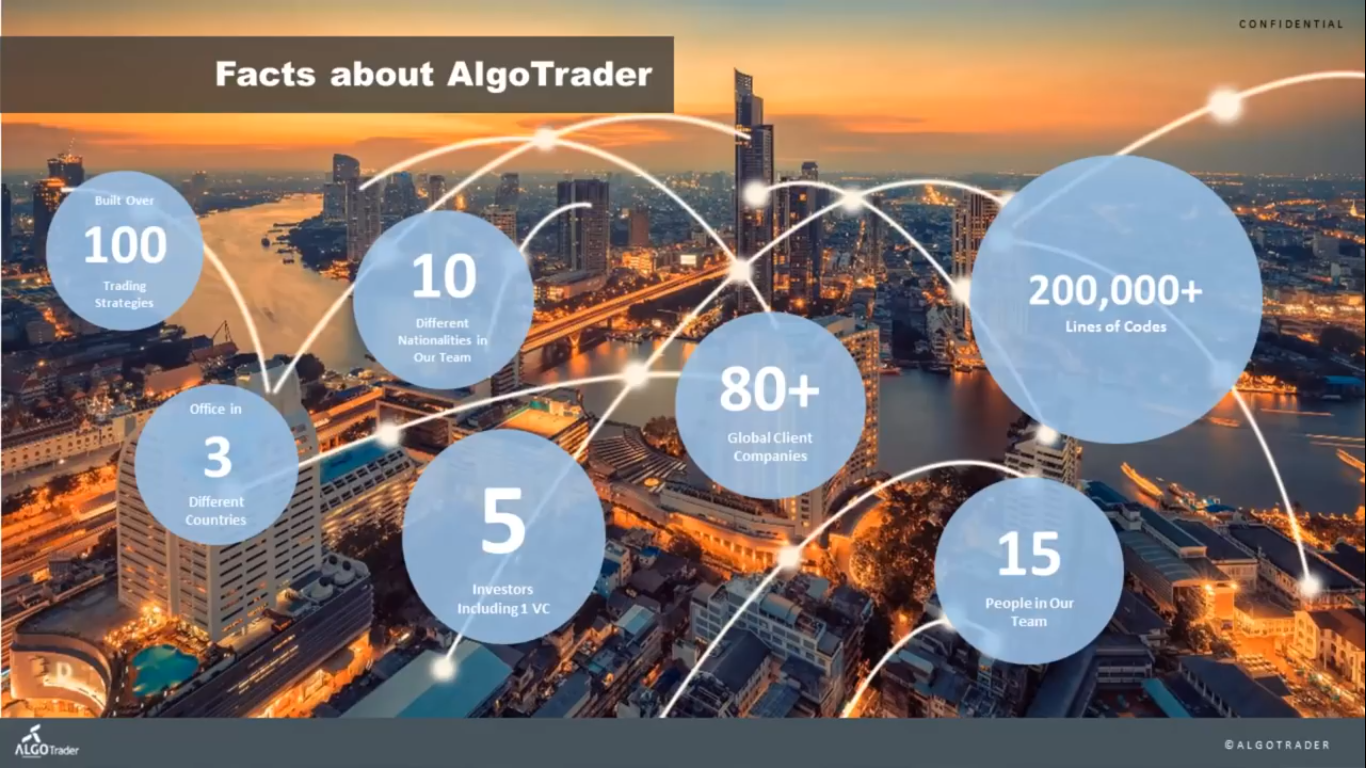 CONFIDENTIAL
Facts about AlgoTrader
Built Over
100
Trading
Strategies
10
Different
Nationalities in
Our Team
200,000+
Lines of Codes
80+
Global Client
Companies
Office in
3
Different
Countries
5
Investors
Including 1 VC
15
People in Our
Team
ALGOTrader
©ALGOTRADER